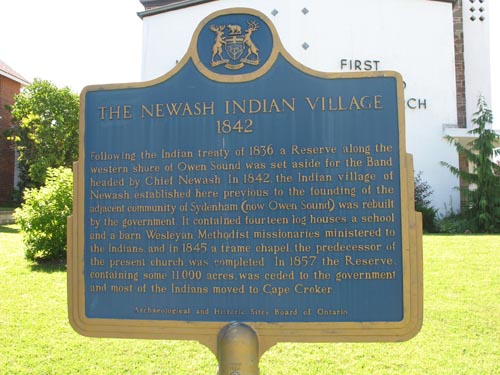 FIRST
CH
THE NEWASH INDIAN VILLAGE
1842
Following the Indian treaty of 1836 a Reserve along the
western shore of Owen Sound was set aside for the Band
headed by Chief Newash. In 1842, the Indian village of
Newash, established here previous to the founding of the
adjacent community of Sydenham (now Owen Sound), was rebuilt
by the government. It contained fourteen log houses, a school
and a barn. Wesleyan Methodist missionaries ministered to
the Indians, and in 1845 a frame chapel, the predecessor of
the present church, was completed. In 1857 the Reserve,
containing some 11,000 acres, was ceded to the government
and most of the Indians moved to Cape Croker.
Archaeological and Historic Sites Board of Ontario